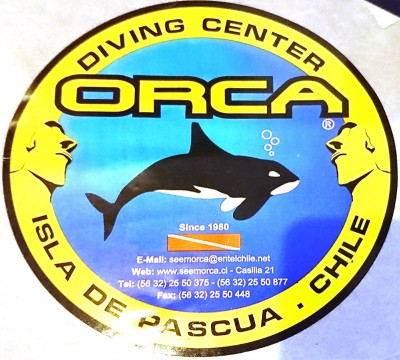 DIVING CENTER
ORCA
®
Since 1980
E-Mail: seemorca@entelchile.net
Web: www.seemorca.cl - Casilla 21
Tel: (56 32) 25 50 375 - (56 32) 25 50 877
Fax: (56 32) 25 50 448
ISLA DE PASCUA . CHILE